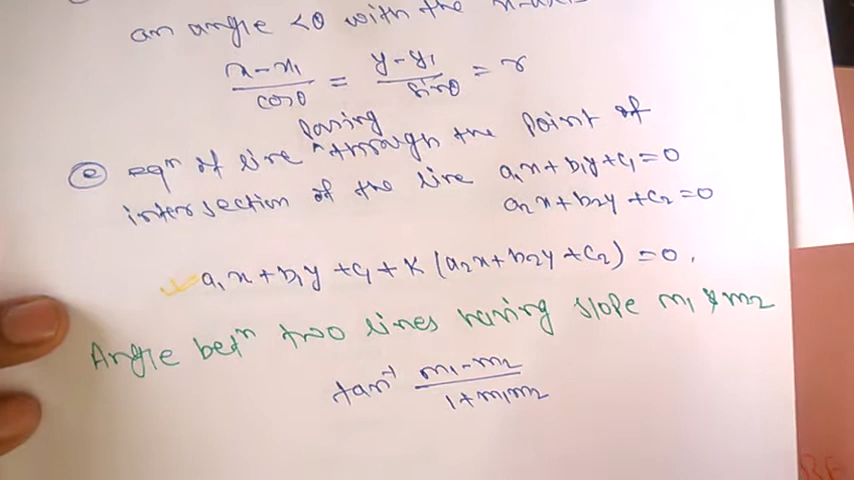 an angle <θ with the x-axis
x-x₁/cosθ = y-y₁/sinθ = r
passing
(e) eqⁿ of line ^ through the point of
intersection of the line a₁x+b₁y+c₁=0
a₂x+b₂y+c₂=0
a₁x+b₁y+c₁+K(a₂x+b₂y+c₂)=0.
Angle betⁿ two lines having slope m₁ & m₂
tan⁻¹ m₁-m₂/1+m₁m₂